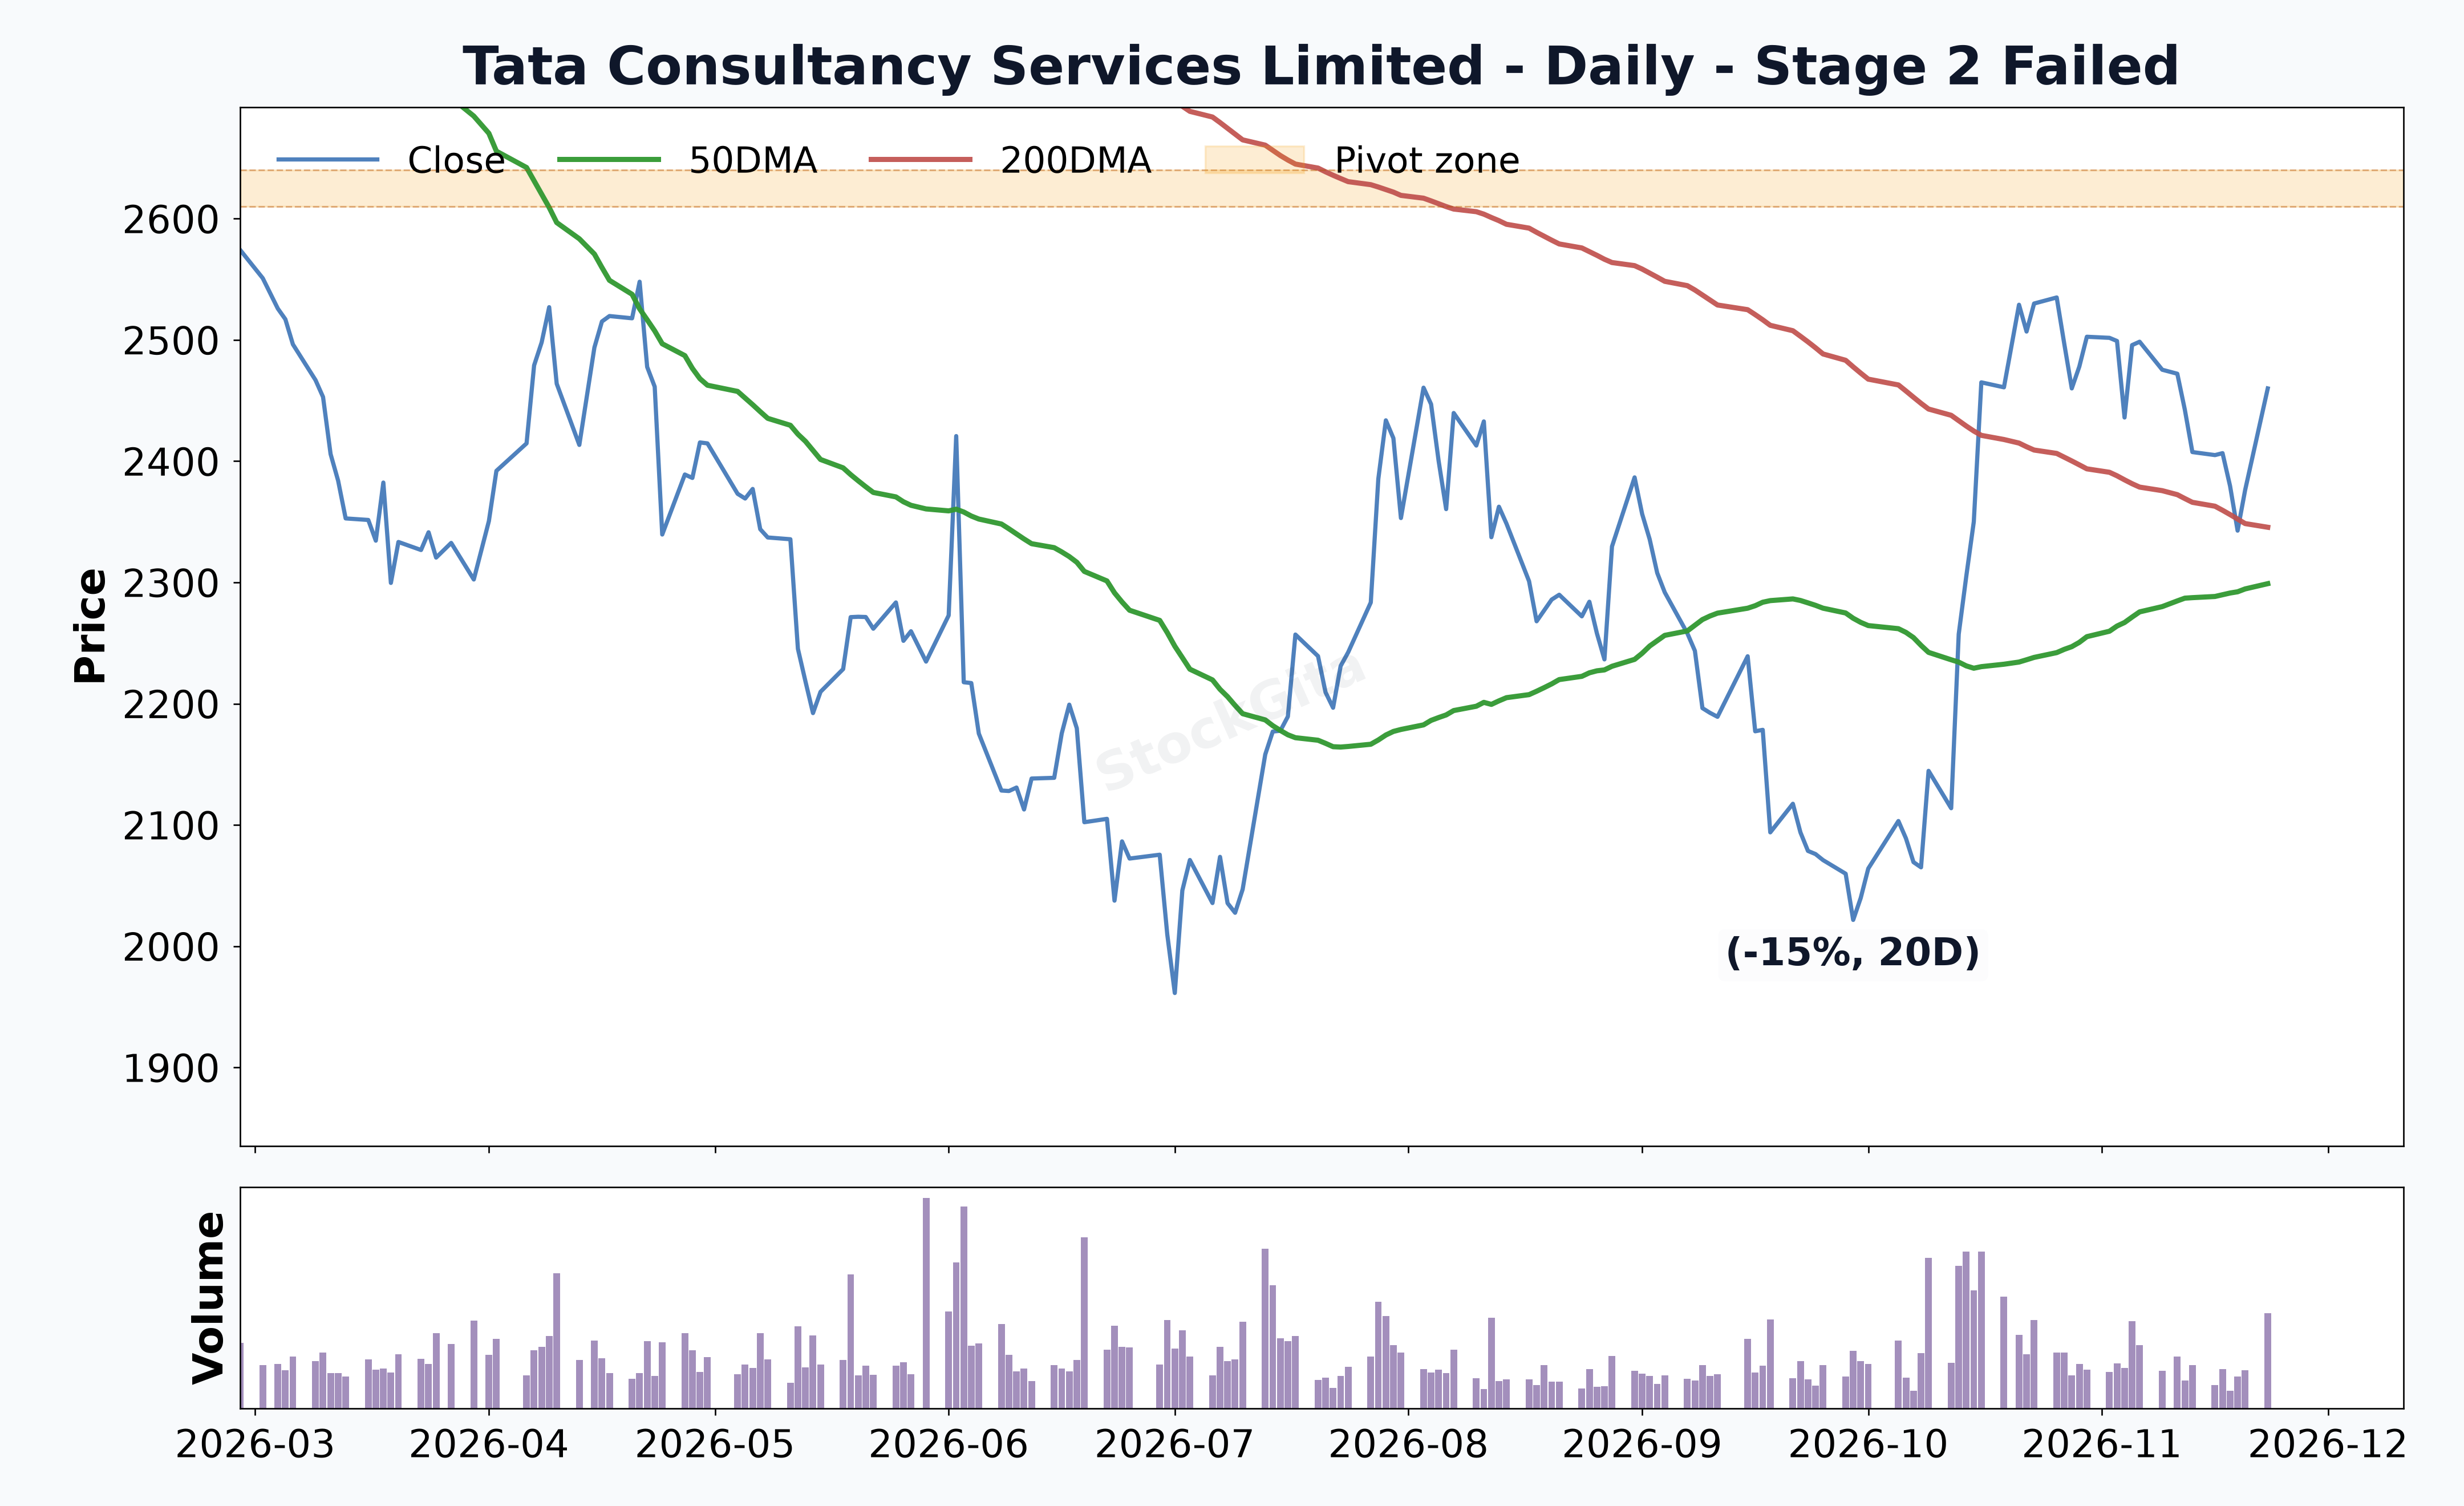 Tata Consultancy Services Limited - Daily - Stage 2 Failed
Close 50DMA 200DMA Pivot zone
2600
2500
2400
2300
2200
2100
2000
1900
Price
StockGita
(-15%, 20D)
Volume
2026-03 2026-04 2026-05 2026-06 2026-07 2026-08 2026-09 2026-10 2026-11 2026-12